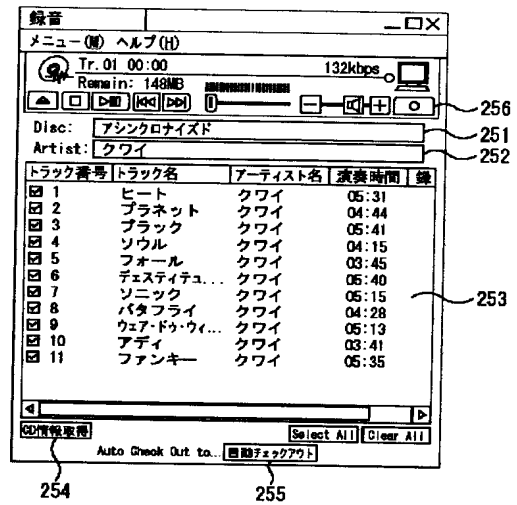 録音
メニュー(M) ヘルプ(H)
Tr.01 00:00 132kbps
Remain: 148MB
256
Disc: アシンクロナイズド
251
Artist: クワイ
252
トラック番号 トラック名 アーティスト名 演奏時間 録
1 ヒート クワイ 05:31
2 プラネット クワイ 04:44
3 ブラック クワイ 05:41
4 ソウル クワイ 04:15
5 フォール クワイ 03:45
6 デェスティテュ... クワイ 05:40
7 ソニック クワイ 05:15
253
8 バタフライ クワイ 04:28
9 ウェア・ドゥ・ウィ... クワイ 05:13
10 アディ クワイ 03:41
11 ファンキー クワイ 05:35
CD情報取得 Select All Clear All
Auto Check Out to... 自動チェックアウト
254 255